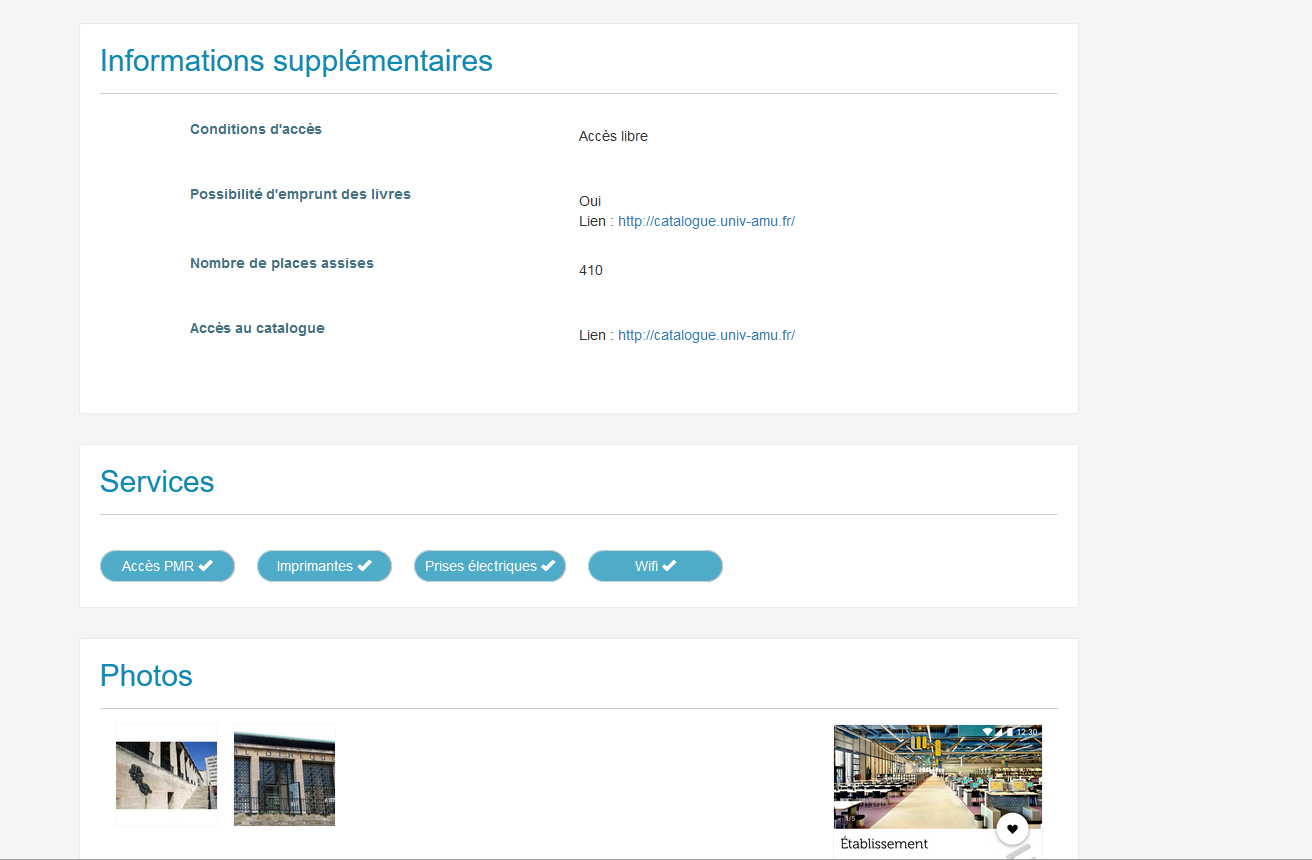 Informations supplémentaires
Conditions d'accès
Accès libre
Possibilité d'emprunt des livres
Oui
Lien : http://catalogue.univ-amu.fr/
Nombre de places assises
410
Accès au catalogue
Lien : http://catalogue.univ-amu.fr/
Services
Accès PMR
Imprimantes
Prises électriques
Wifi
Photos
12:30
1/5
Établissement